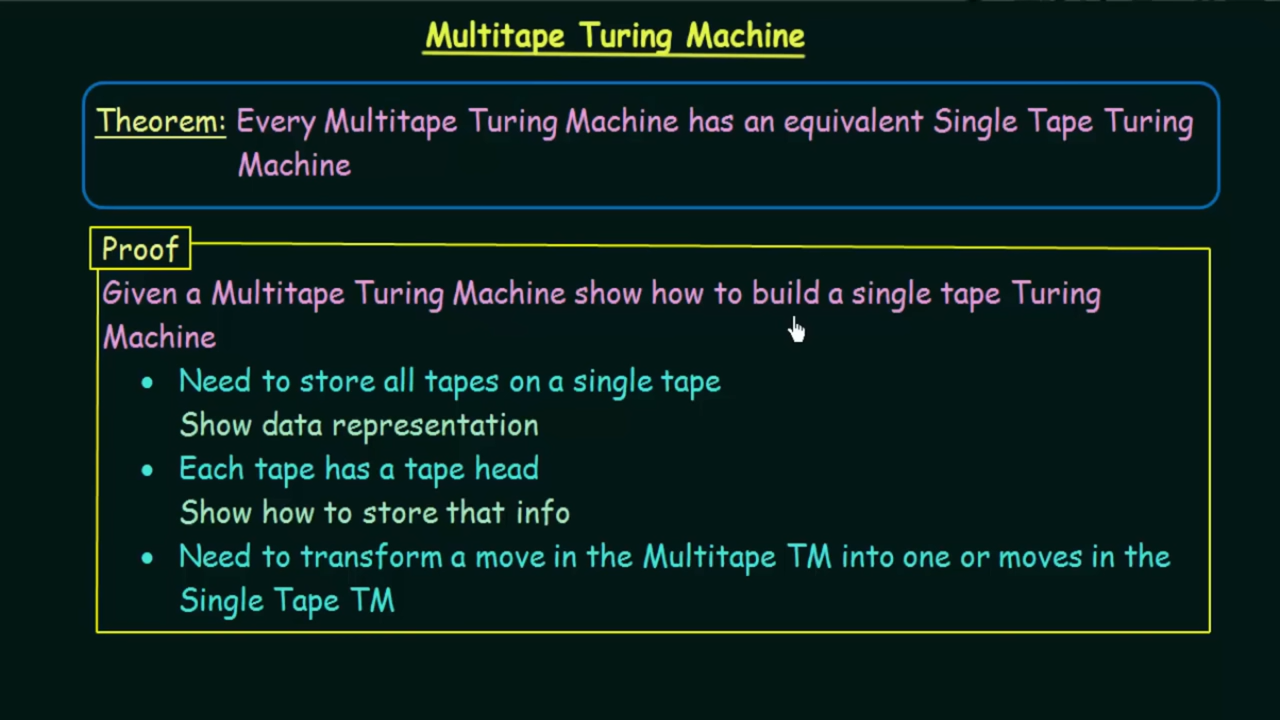 Multitape Turing Machine
Theorem: Every Multitape Turing Machine has an equivalent Single Tape Turing
Machine
Proof
Given a Multitape Turing Machine show how to build a single tape Turing
Machine
• Need to store all tapes on a single tape
Show data representation
• Each tape has a tape head
Show how to store that info
• Need to transform a move in the Multitape TM into one or moves in the
Single Tape TM